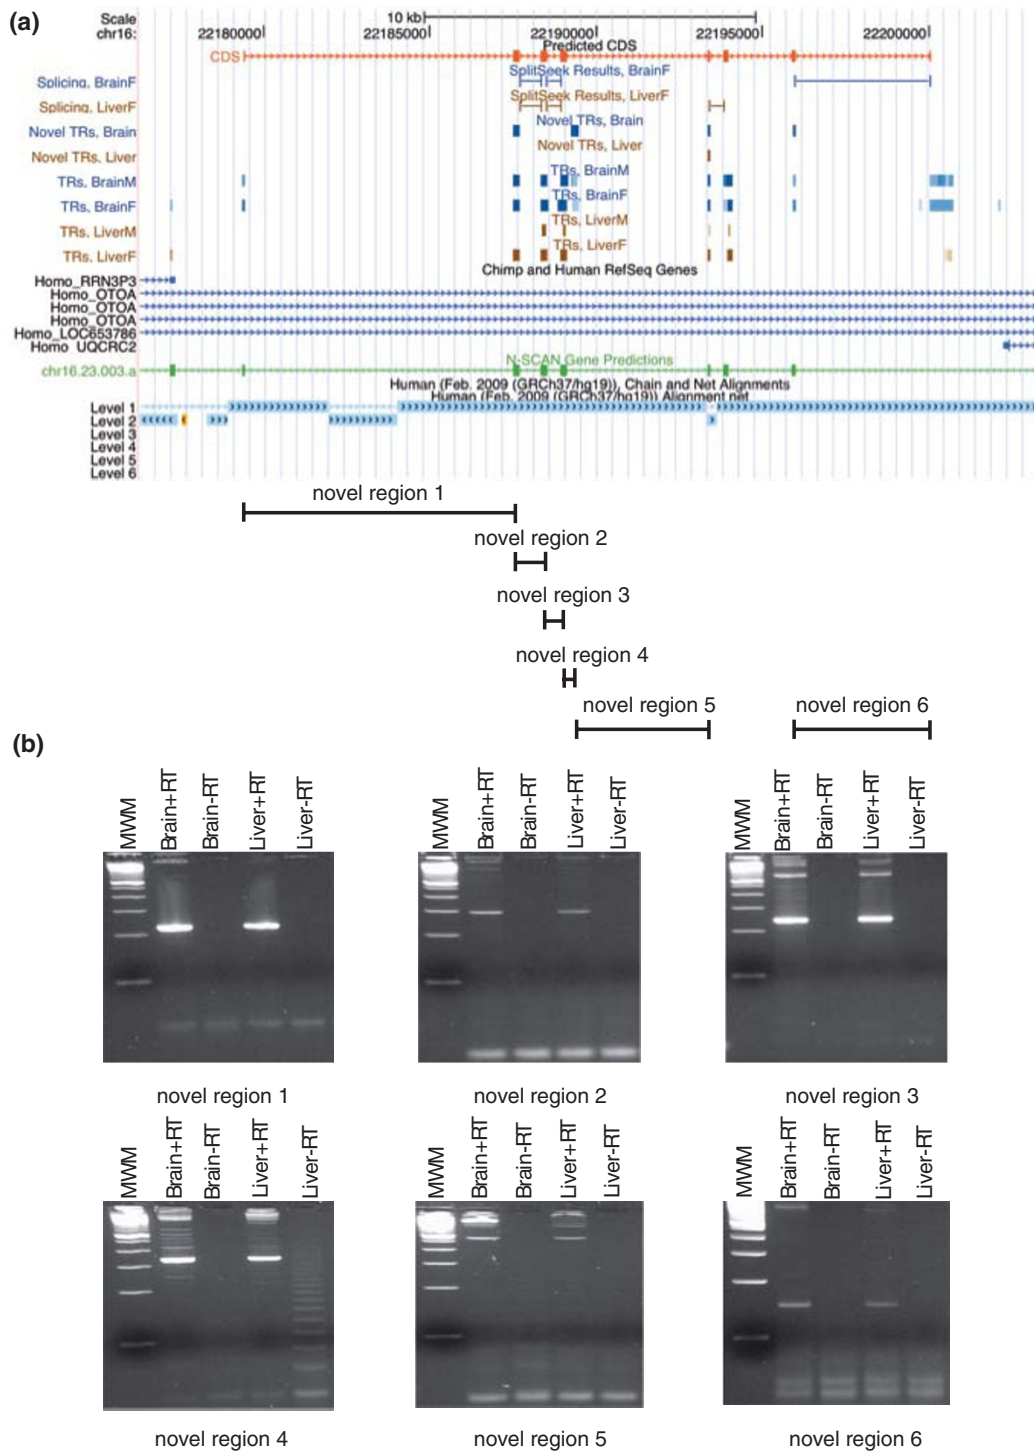 (a)
Scale
10 kb
chr16:
22180000
22185000
22190000
22195000
22200000
Predicted CDS
CDS
SplitSeek Results, BrainF
Splicing, BrainF
SplitSeek Results, LiverF
Splicing, LiverF
Novel TRs, Brain
Novel TRs, Brain
Novel TRs, Liver
Novel TRs, Liver
TRs, BrainM
TRs, BrainM
TRs, BrainF
TRs, BrainF
TRs, LiverM
TRs, LiverM
TRs, LiverF
TRs, LiverF
Chimp and Human RefSeq Genes
Homo_RRN3P3
Homo_OTOA
Homo_OTOA
Homo_OTOA
Homo_LOC653786
Homo UQCRC2
N-SCAN Gene Predictions
chr16.23.003.a
Human (Feb. 2009 (GRCh37/hg19)), Chain and Net Alignments
Human (Feb. 2009 (GRCh37/hg19)) Alignment net
Level 1
Level 2
Level 3
Level 4
Level 5
Level 6
novel region 1
novel region 2
novel region 3
novel region 4
novel region 5
novel region 6
(b)
MWM
Brain+RT
Brain-RT
Liver+RT
Liver-RT
MWM
Brain+RT
Brain-RT
Liver+RT
Liver-RT
MWM
Brain+RT
Brain-RT
Liver+RT
Liver-RT
novel region 1
novel region 2
novel region 3
MWM
Brain+RT
Brain-RT
Liver+RT
Liver-RT
MWM
Brain+RT
Brain-RT
Liver+RT
Liver-RT
MWM
Brain+RT
Brain-RT
Liver+RT
Liver-RT
novel region 4
novel region 5
novel region 6